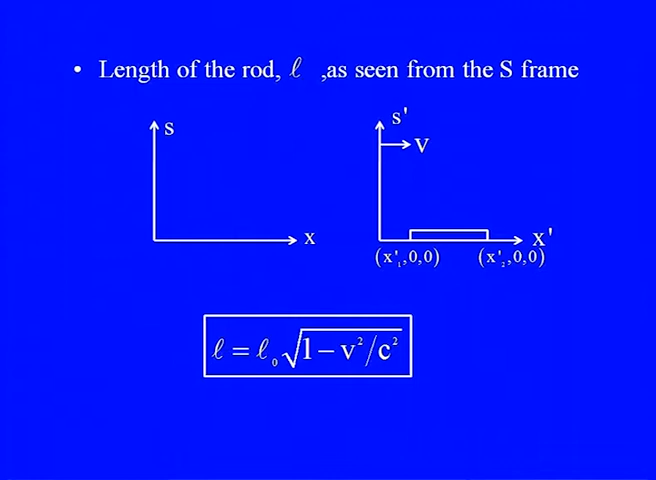 • Length of the rod, ℓ ,as seen from the S frame
s
s'
v
x
x'
(x'₁,0,0)
(x'₂,0,0)
ℓ = ℓ₀√1 – v²/c²